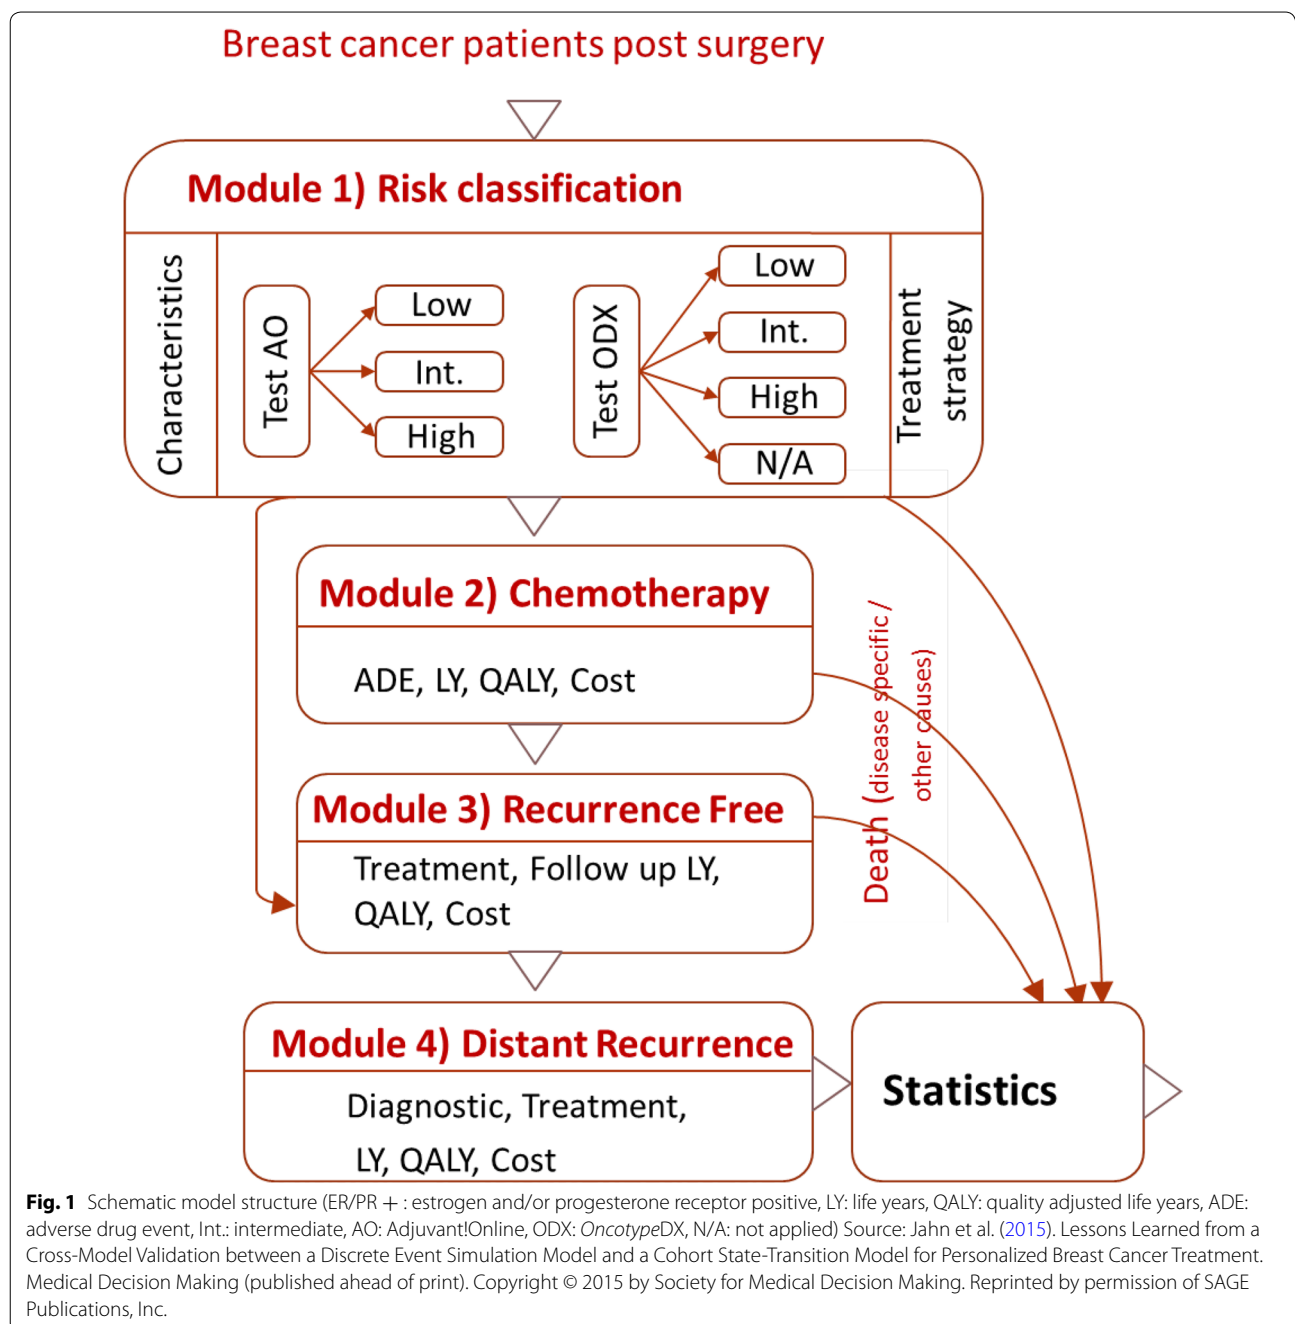 Breast cancer patients post surgery
Module 1) Risk classification
Characteristics
Test AO
Low
Int.
High
Test ODX
Low
Int.
High
N/A
Treatment
strategy
Module 2) Chemotherapy
ADE, LY, QALY, Cost
Death (disease specific /
other causes)
Module 3) Recurrence Free
Treatment, Follow up LY,
QALY, Cost
Module 4) Distant Recurrence
Diagnostic, Treatment,
LY, QALY, Cost
Statistics
Fig. 1 Schematic model structure (ER/PR + : estrogen and/or progesterone receptor positive, LY: life years, QALY: quality adjusted life years, ADE:
adverse drug event, Int.: intermediate, AO: Adjuvant!Online, ODX: OncotypeDX, N/A: not applied) Source: Jahn et al. (2015). Lessons Learned from a
Cross-Model Validation between a Discrete Event Simulation Model and a Cohort State-Transition Model for Personalized Breast Cancer Treatment.
Medical Decision Making (published ahead of print). Copyright © 2015 by Society for Medical Decision Making. Reprinted by permission of SAGE
Publications, Inc.